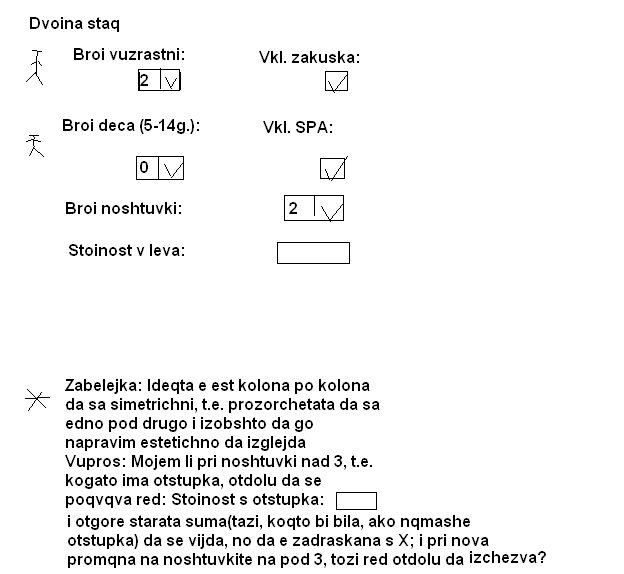 Dvoina staq
Broi vuzrastni:
Vkl. zakuska:
2
Broi deca (5-14g.):
Vkl. SPA:
0
Broi noshtuvki:
2
Stoinost v leva:
Zabelejka: Ideqta e est kolona po kolona
da sa simetrichni, t.e. prozorchetata da sa
edno pod drugo i izobshto da go
napravim estetichno da izglejda
Vupros: Mojem li pri noshtuvki nad 3, t.e.
kogato ima otstupka, otdolu da se
poqvqva red: Stoinost s otstupka:
i otgore starata suma(tazi, koqto bi bila, ako nqmashe
otstupka) da se vijda, no da e zadraskana s X; i pri nova
promqna na noshtuvkite na pod 3, tozi red otdolu da izchezva?